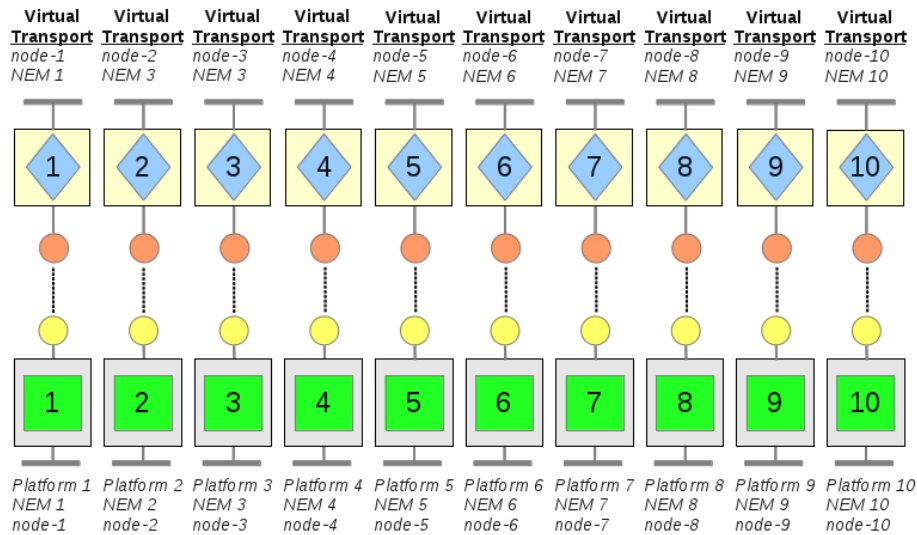 Virtual Virtual Virtual Virtual Virtual Virtual Virtual Virtual Virtual Virtual
Transport Transport Transport Transport Transport Transport Transport Transport Transport Transport
node-1 node-2 node-3 node-4 node-5 node-6 node-7 node-8 node-9 node-10
NEM 1 NEM 3 NEM 3 NEM 4 NEM 5 NEM 6 NEM 7 NEM 8 NEM 9 NEM 10
1 2 3 4 5 6 7 8 9 10
1 2 3 4 5 6 7 8 9 10
Platform 1 Platform 2 Platform 3 Platform 4 Platform 5 Platform 6 Platform 7 Platform 8 Platform 9 Platform 10
NEM 1 NEM 2 NEM 3 NEM 4 NEM 5 NEM 6 NEM 7 NEM 8 NEM 9 NEM 10
node-1 node-2 node-3 node-4 node-5 node-6 node-7 node-8 node-9 node-10